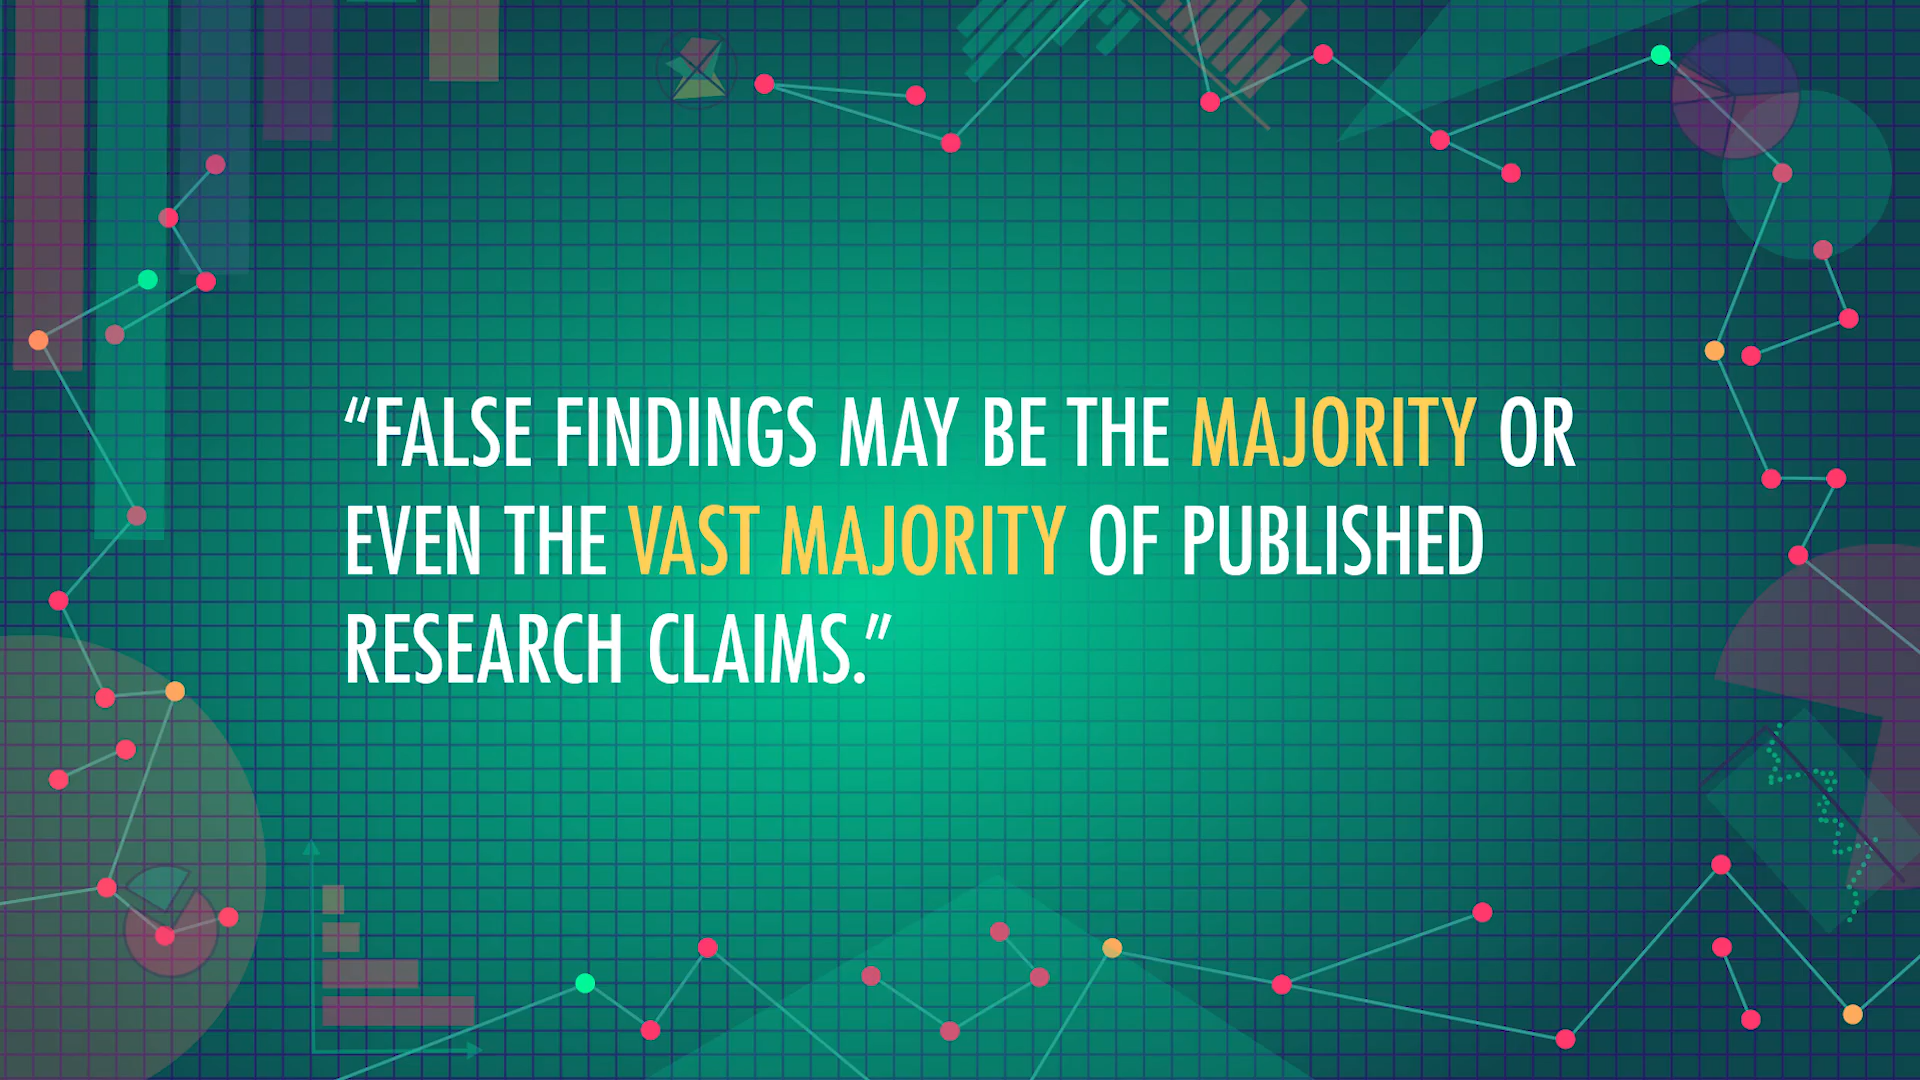 “FALSE FINDINGS MAY BE THE MAJORITY OR
EVEN THE VAST MAJORITY OF PUBLISHED
RESEARCH CLAIMS.”